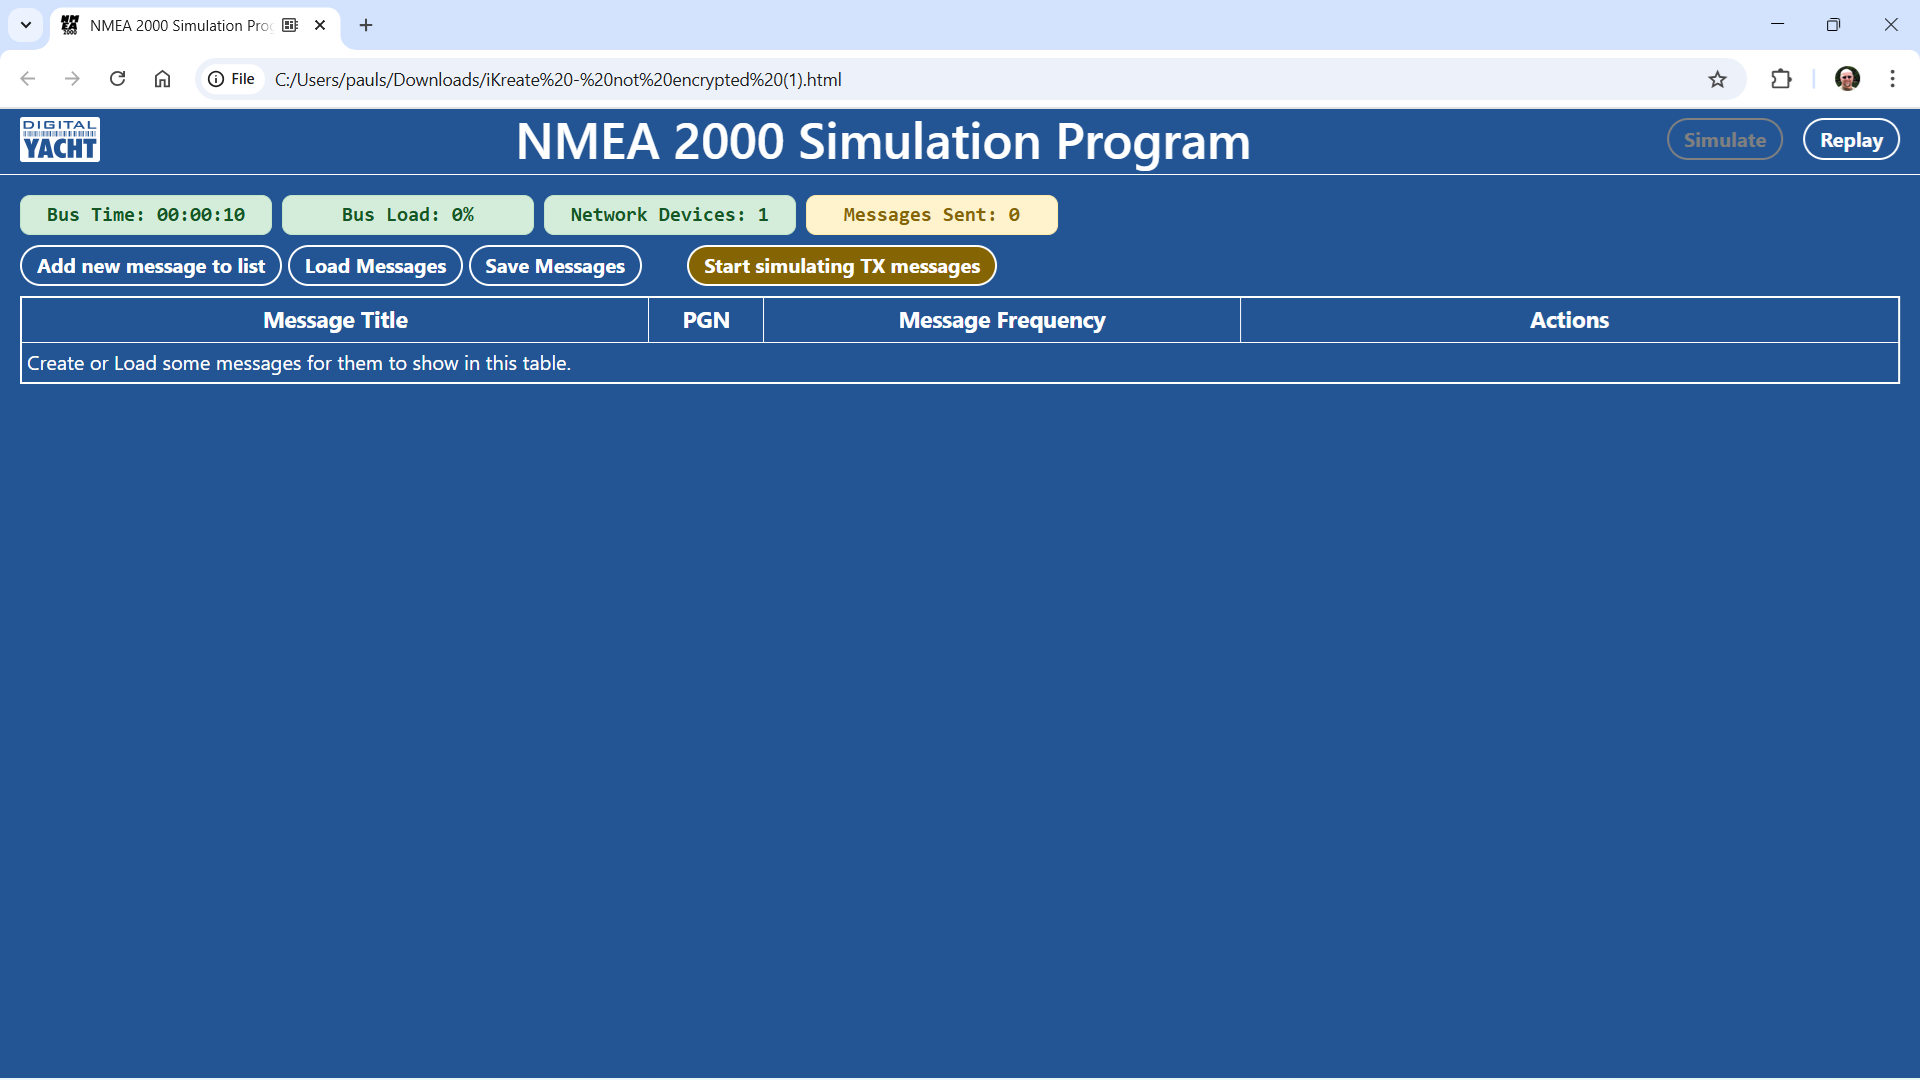 NMEA 2000 Simulation Prog
File
C:/Users/pauls/Downloads/iKreate%20-%20not%20encrypted%20(1).html
DIGITAL
YACHT
NMEA 2000 Simulation Program
Simulate
Replay
Bus Time: 00:00:10
Bus Load: 0%
Network Devices: 1
Messages Sent: 0
Add new message to list
Load Messages
Save Messages
Start simulating TX messages
Message Title
PGN
Message Frequency
Actions
Create or Load some messages for them to show in this table.